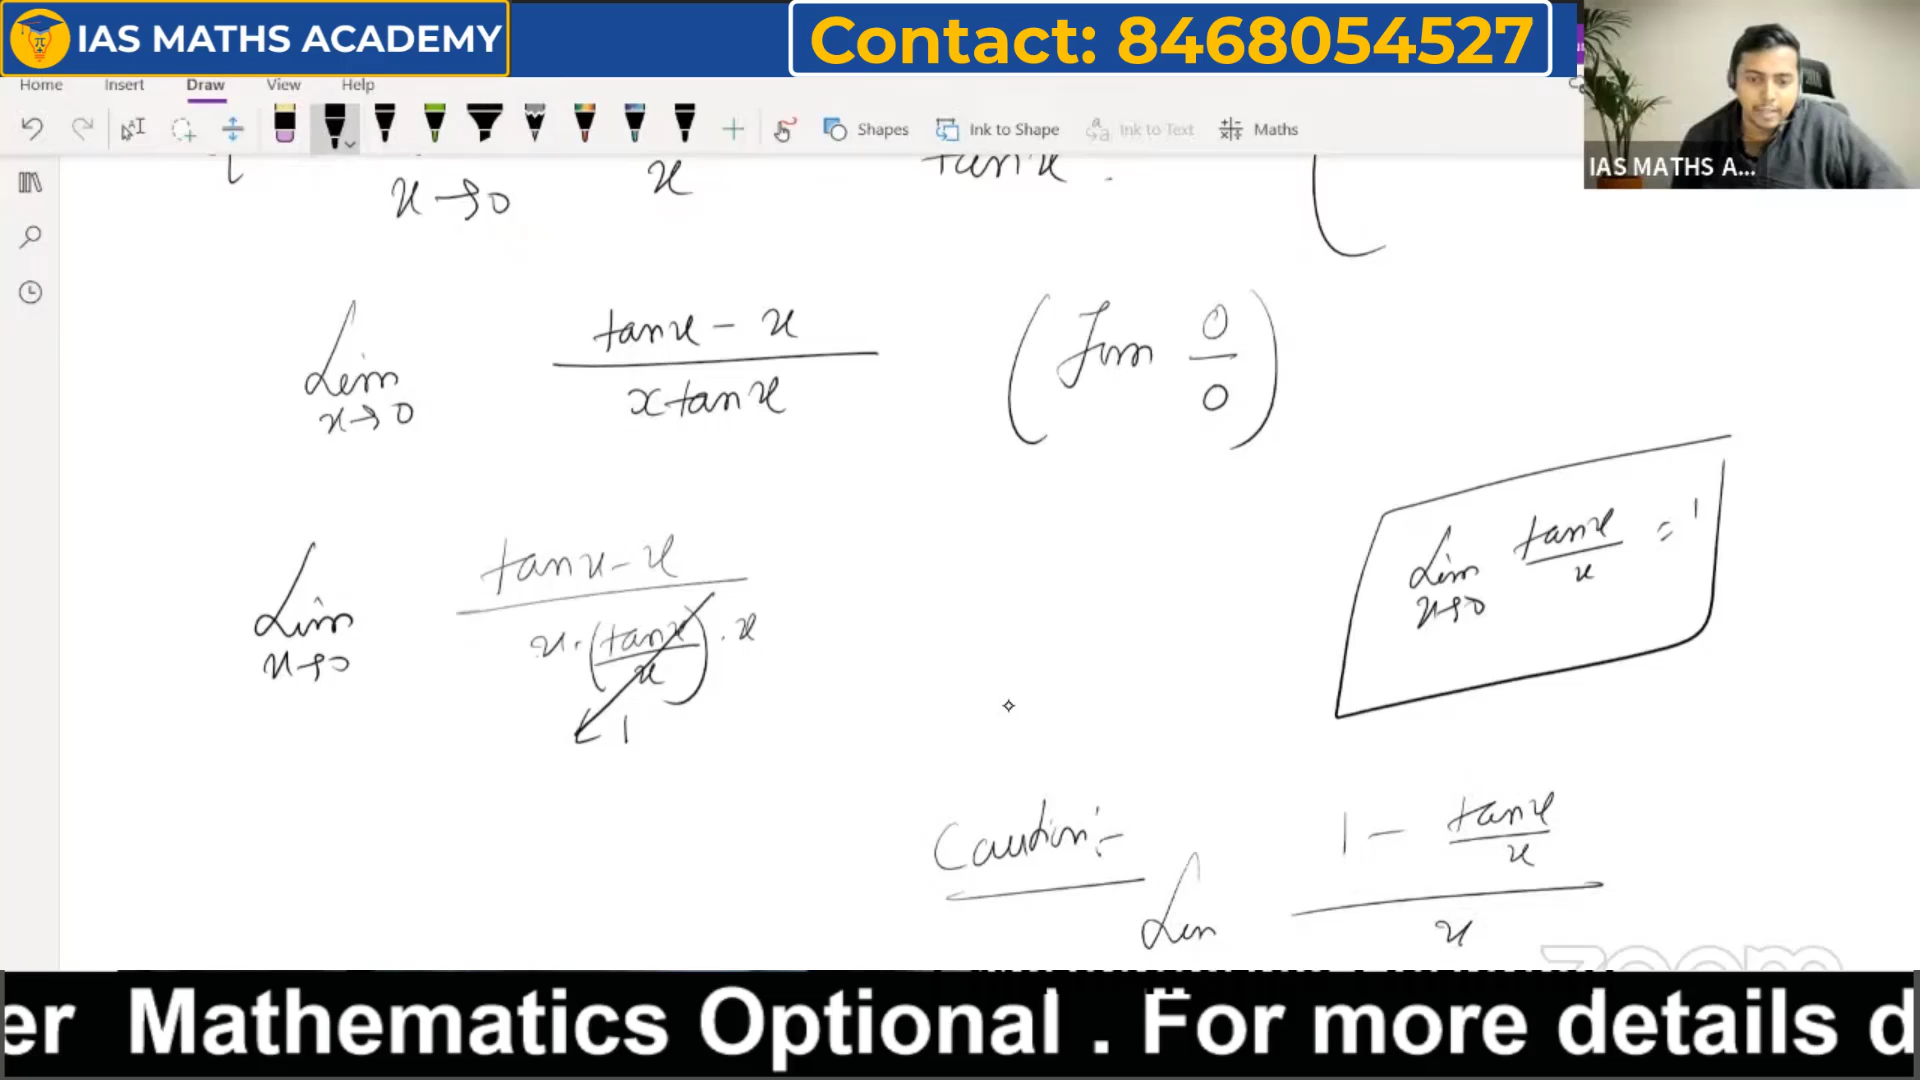 IAS MATHS ACADEMY
Contact: 8468054527
Home Insert Draw View Help
Shapes Ink to Shape Ink to Text Maths
IAS MATHS A...
x→0 x tan x
Lim x→0 (tan x - x)/(x tan x) (Form 0/0)
Lim x→0 tan x/x = 1
Lim x→0 (tan x - x)/(x·(tan x/x)·x)
1
Caution:-
Lim (1 - tan x/x)/x
zoom
er Mathematics Optional . For more details d